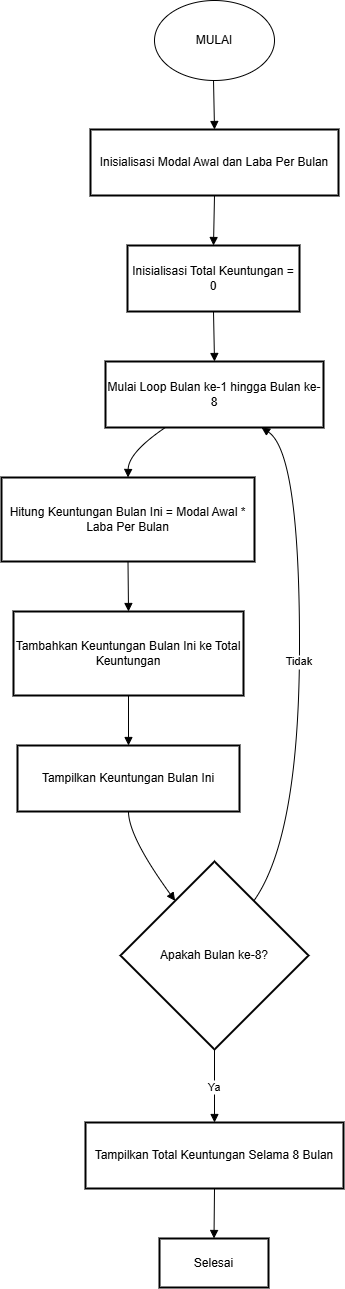 MULAI
Inisialisasi Modal Awal dan Laba Per Bulan
Inisialisasi Total Keuntungan =
0
Mulai Loop Bulan ke-1 hingga Bulan ke-
8
Hitung Keuntungan Bulan Ini = Modal Awal *
Laba Per Bulan
Tambahkan Keuntungan Bulan Ini ke Total
Keuntungan
Tidak
Tampilkan Keuntungan Bulan Ini
Apakah Bulan ke-8?
Ya
Tampilkan Total Keuntungan Selama 8 Bulan
Selesai